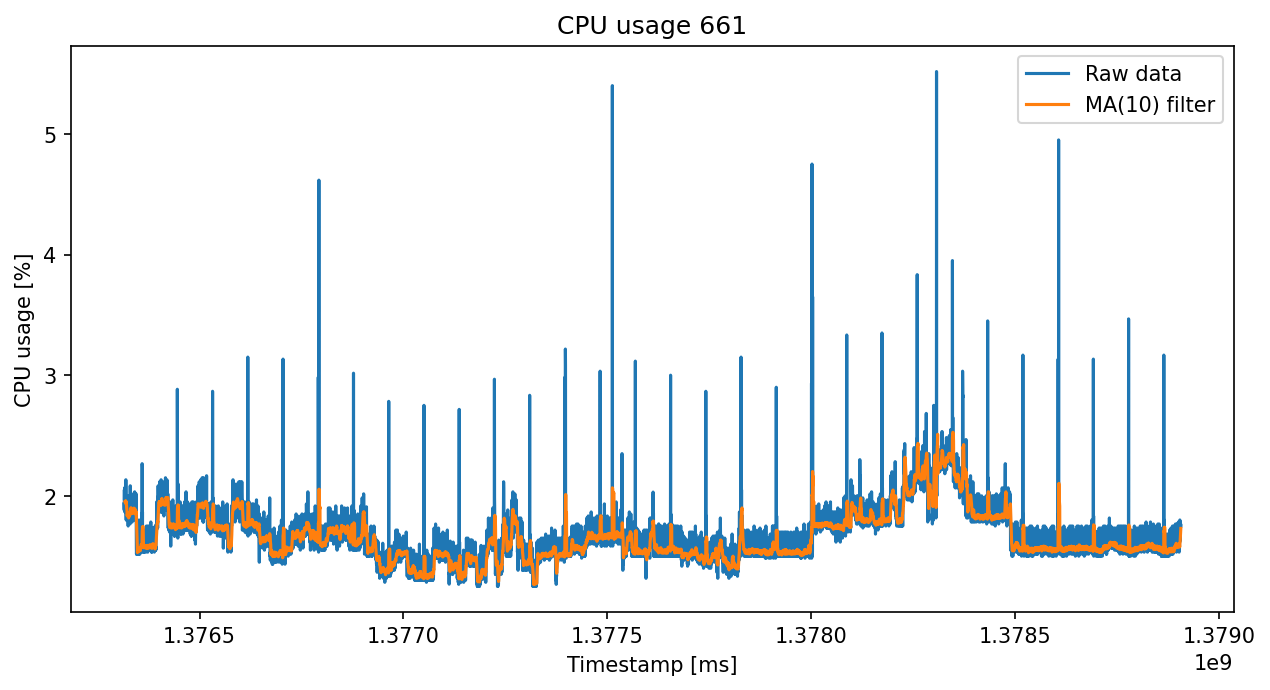 CPU usage 661
Raw data
MA(10) filter
CPU usage [%]
5
4
3
2
1.3765 1.3770 1.3775 1.3780 1.3785 1.3790
1e9
Timestamp [ms]